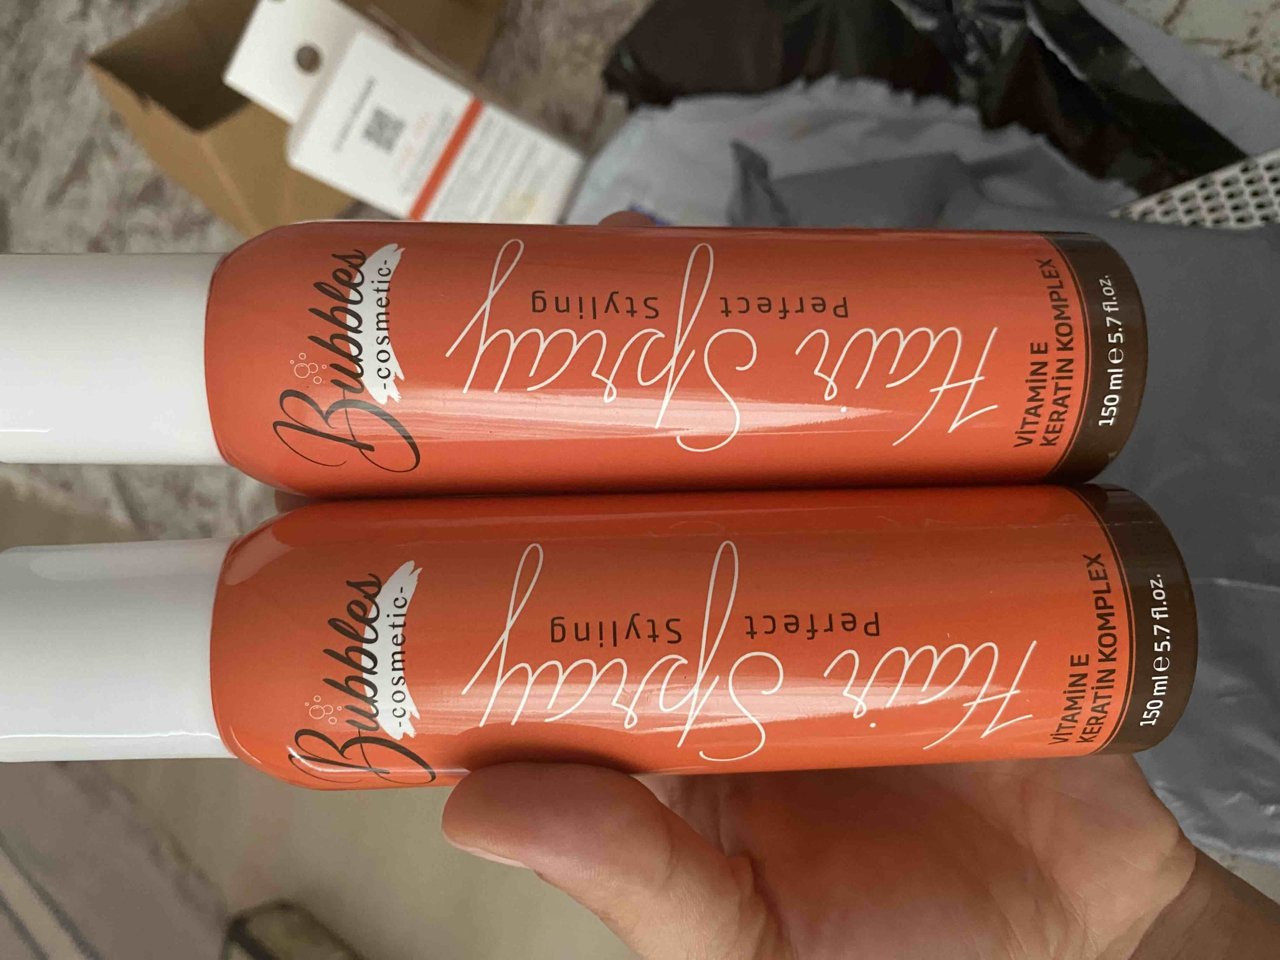 Bubbles
-cosmetic-
Hair Spray
Perfect Styling
VİTAMİN E
KERATİN KOMPLEX
150 ml e 5.7 fl.oz.
Bubbles
-cosmetic-
Hair Spray
Perfect Styling
VİTAMİN E
KERATİN KOMPLEX
150 ml e 5.7 fl.oz.